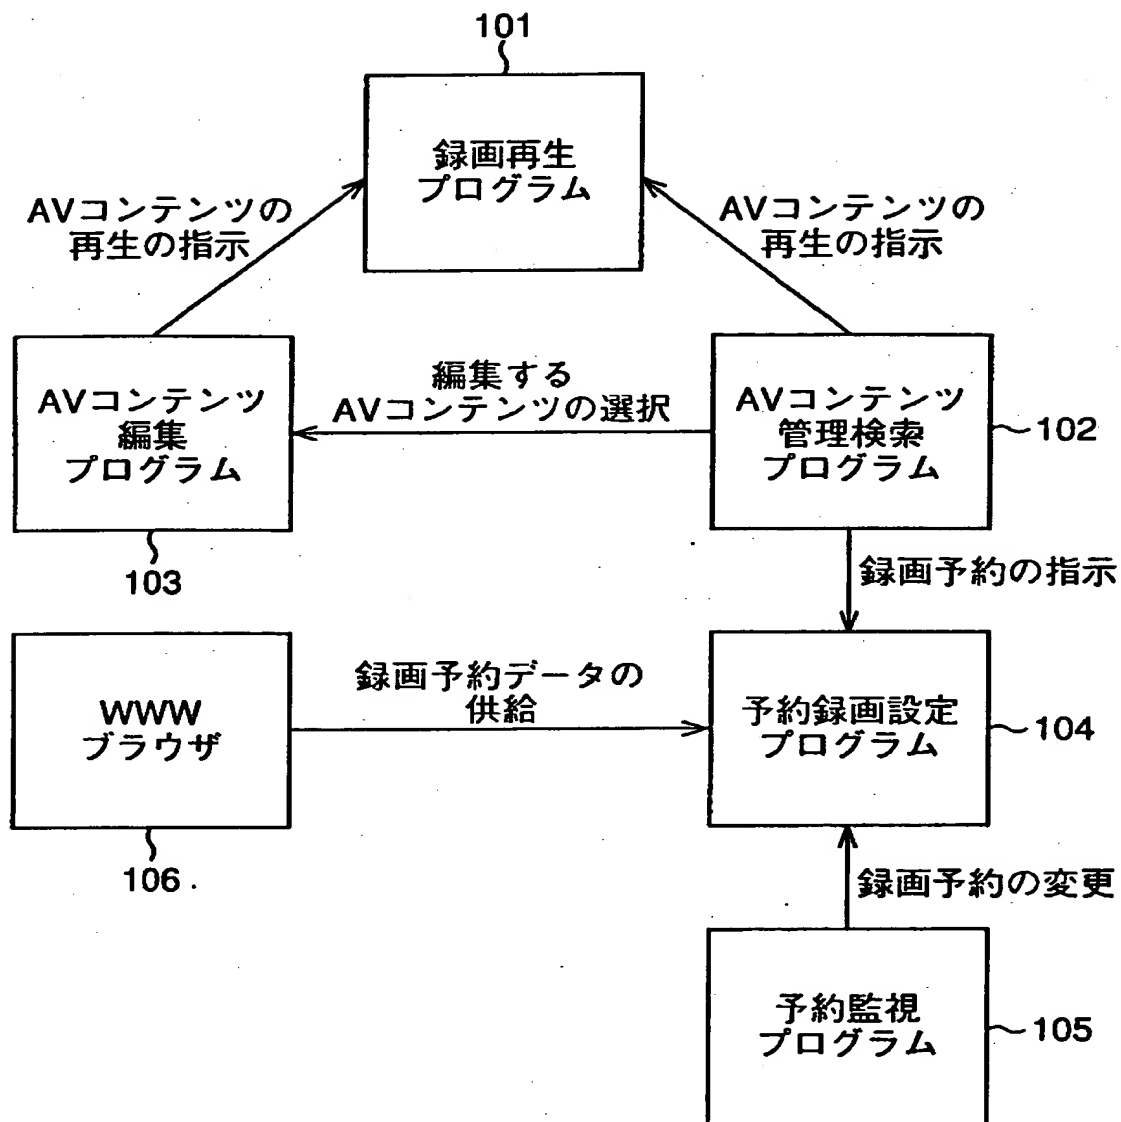 101
録画再生
プログラム
AVコンテンツの
再生の指示
AVコンテンツの
再生の指示
AVコンテンツ
編集
プログラム
103
編集する
AVコンテンツの選択
AVコンテンツ
管理検索
プログラム
102
録画予約の指示
WWW
ブラウザ
106
録画予約データの
供給
予約録画設定
プログラム
104
録画予約の変更
予約監視
プログラム
105